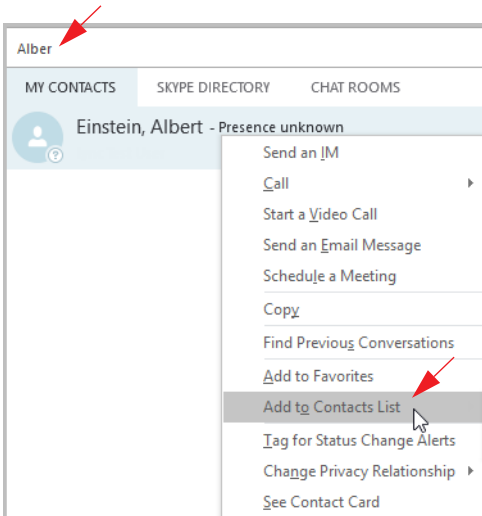 Alber
MY CONTACTS SKYPE DIRECTORY CHAT ROOMS
Einstein, Albert - Presence unknown
?
Send an IM
Call
Start a Video Call
Send an Email Message
Schedule a Meeting
Copy
Find Previous Conversations
Add to Favorites
Add to Contacts List
Tag for Status Change Alerts
Change Privacy Relationship
See Contact Card